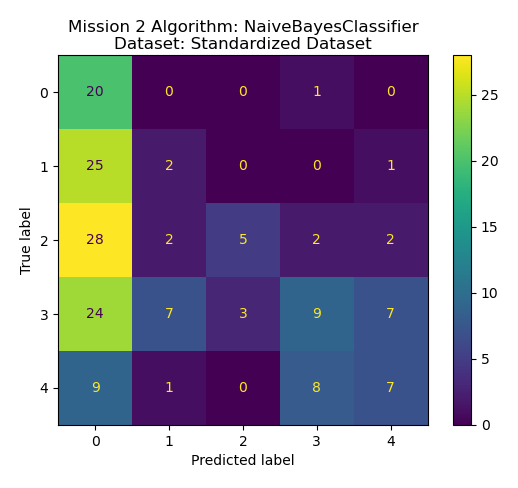 Mission 2 Algorithm: NaiveBayesClassifier
Dataset: Standardized Dataset
0 20 0 0 1 0
1 25 2 0 0 1
2 28 2 5 2 2
3 24 7 3 9 7
4 9 1 0 8 7
0 1 2 3 4
Predicted label
True label
25
20
15
10
5
0